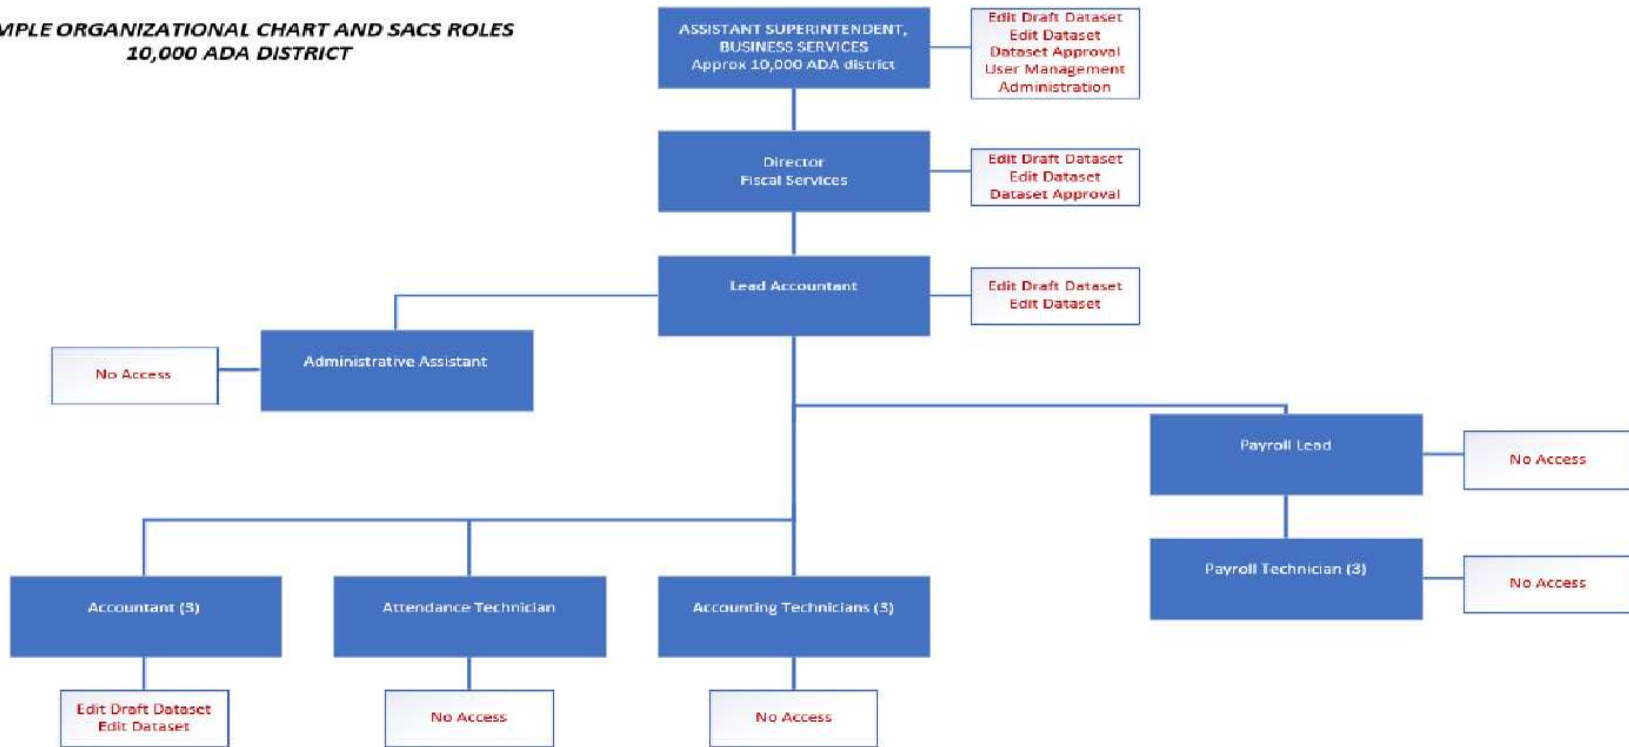 MPLE ORGANIZATIONAL CHART AND SACS ROLES
10,000 ADA DISTRICT
ASSISTANT SUPERINTENDENT,
BUSINESS SERVICES
Approx 10,000 ADA district
Edit Draft Dataset
Edit Dataset
Dataset Approval
User Management
Administration
Director
Fiscal Services
Edit Draft Dataset
Edit Dataset
Dataset Approval
Lead Accountant
Edit Draft Dataset
Edit Dataset
No Access
Administrative Assistant
Payroll Lead
No Access
Payroll Technician (3)
No Access
Accountant (3)
Attendance Technician
Accounting Technicians (3)
Edit Draft Dataset
Edit Dataset
No Access
No Access